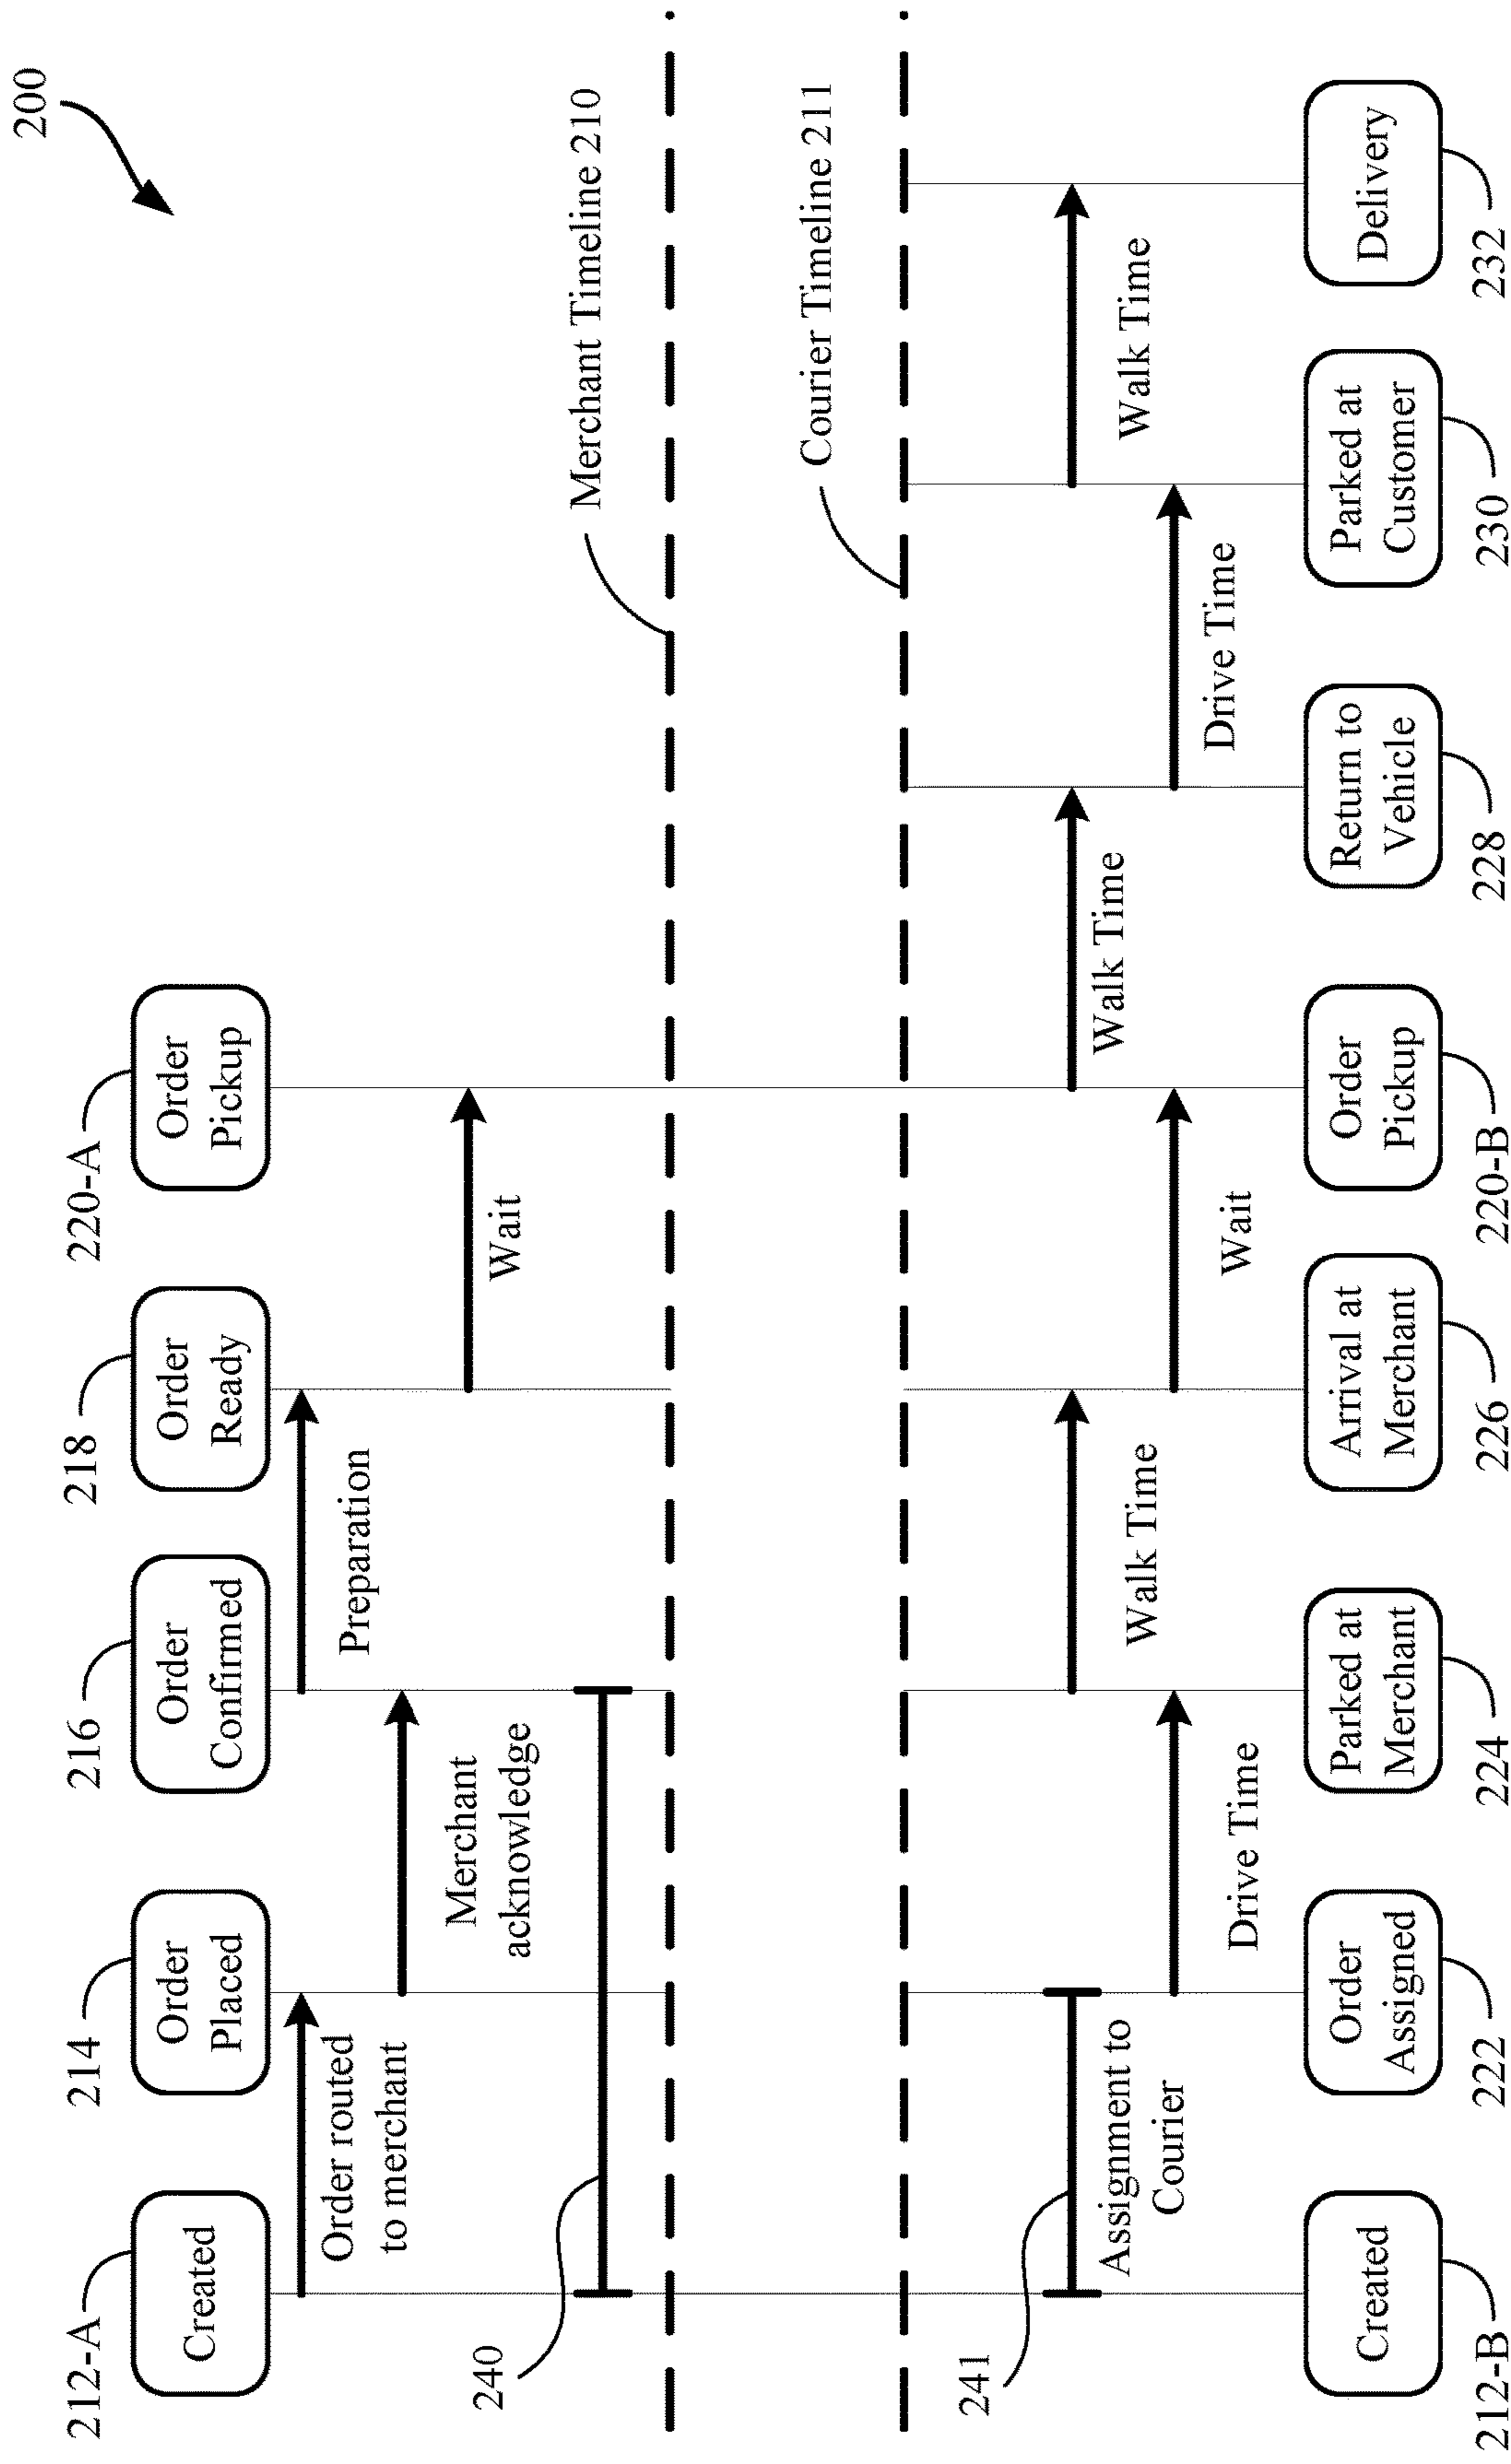 200
212-A
214
216
218
220-A
Created
Order
Placed
Order
Confirmed
Order
Ready
Order
Pickup
Order routed
to merchant
Preparation
Merchant
acknowledge
Wait
240
Merchant Timeline 210
Courier Timeline 211
241
Assignment to
Courier
Walk Time
Walk Time
Walk Time
Drive Time
Wait
Drive Time
Created
Order
Assigned
Parked at
Merchant
Arrival at
Merchant
Order
Pickup
Return to
Vehicle
Parked at
Customer
Delivery
212-B
222
224
226
220-B
228
230
232